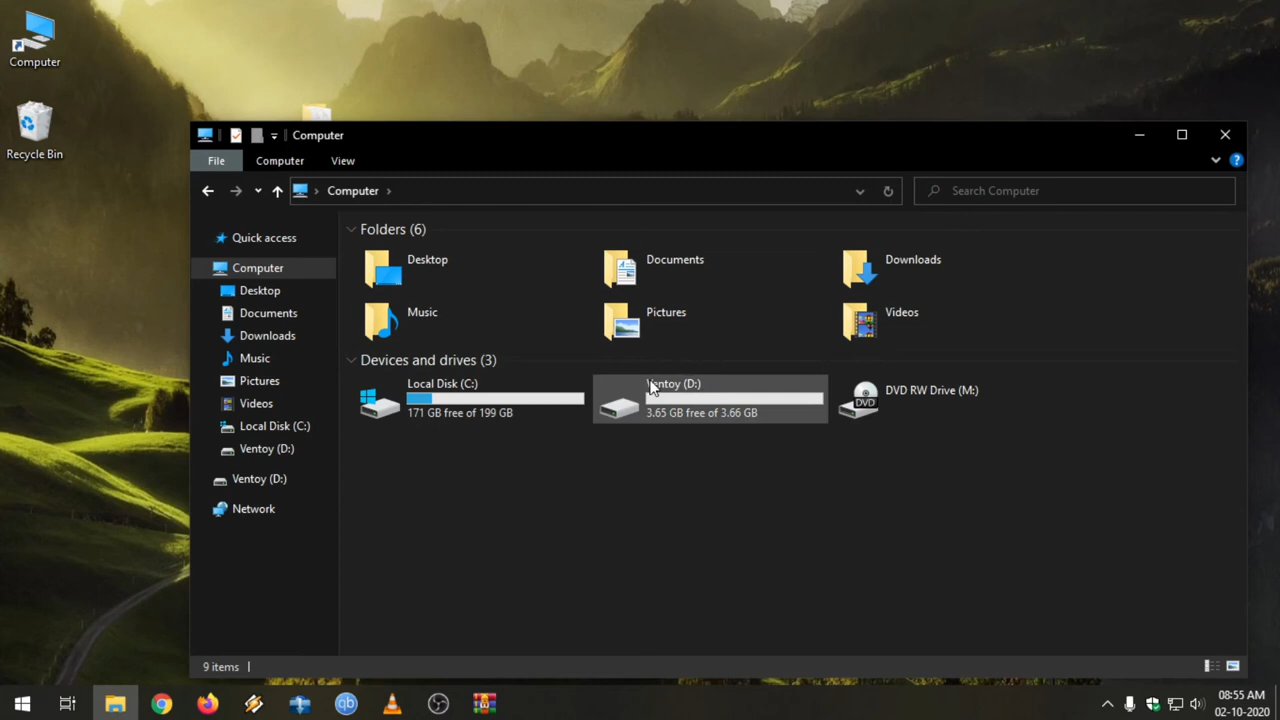 Computer
Recycle Bin
Computer
File
Computer
View
Computer
Search Computer
Quick access
Computer
Desktop
Documents
Downloads
Music
Pictures
Videos
Local Disk (C:)
Ventoy (D:)
Ventoy (D:)
Network
Folders (6)
Desktop
Documents
Downloads
Music
Pictures
Videos
Devices and drives (3)
Local Disk (C:)
171 GB free of 199 GB
Ventoy (D:)
3.65 GB free of 3.66 GB
DVD
DVD RW Drive (M:)
9 items
qb
08:55 AM
02-10-2020